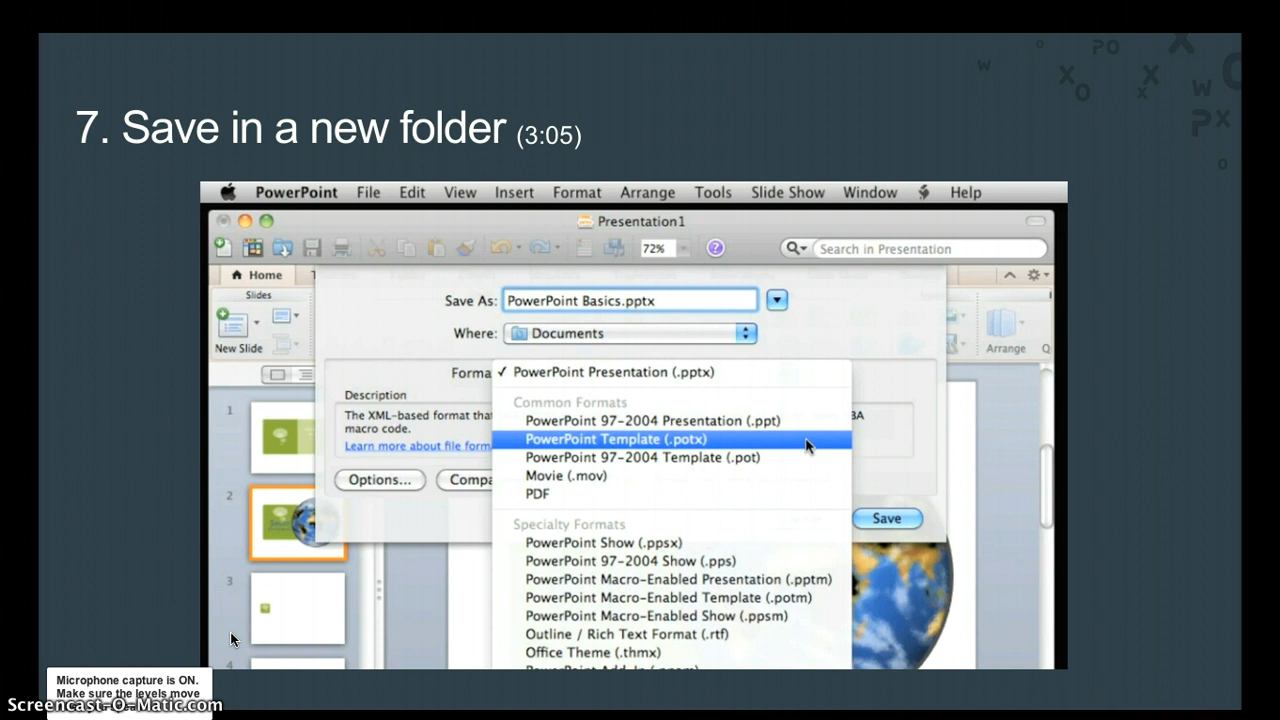 PO
X
W
X
O
X
x
W
O
PX
o
7. Save in a new folder (3:05)
PowerPoint File Edit View Insert Format Arrange Tools Slide Show Window Help
Presentation1
72% ? Search in Presentation
Home
Slides
New Slide
Arrange
Save As: PowerPoint Basics.pptx
Where: Documents
Forma ✓ PowerPoint Presentation (.pptx)
Description
The XML-based format tha
macro code.
Learn more about file form
Options... Compa
Common Formats
PowerPoint 97-2004 Presentation (.ppt)
PowerPoint Template (.potx)
PowerPoint 97-2004 Template (.pot)
Movie (.mov)
PDF
Specialty Formats
PowerPoint Show (.ppsx)
PowerPoint 97-2004 Show (.pps)
PowerPoint Macro-Enabled Presentation (.pptm)
PowerPoint Macro-Enabled Template (.potm)
PowerPoint Macro-Enabled Show (.ppsm)
Outline / Rich Text Format (.rtf)
Office Theme (.thmx)
Save
1
2
3
4
Microphone capture is ON.
Make sure the levels move
Screencast-O-Matic.com